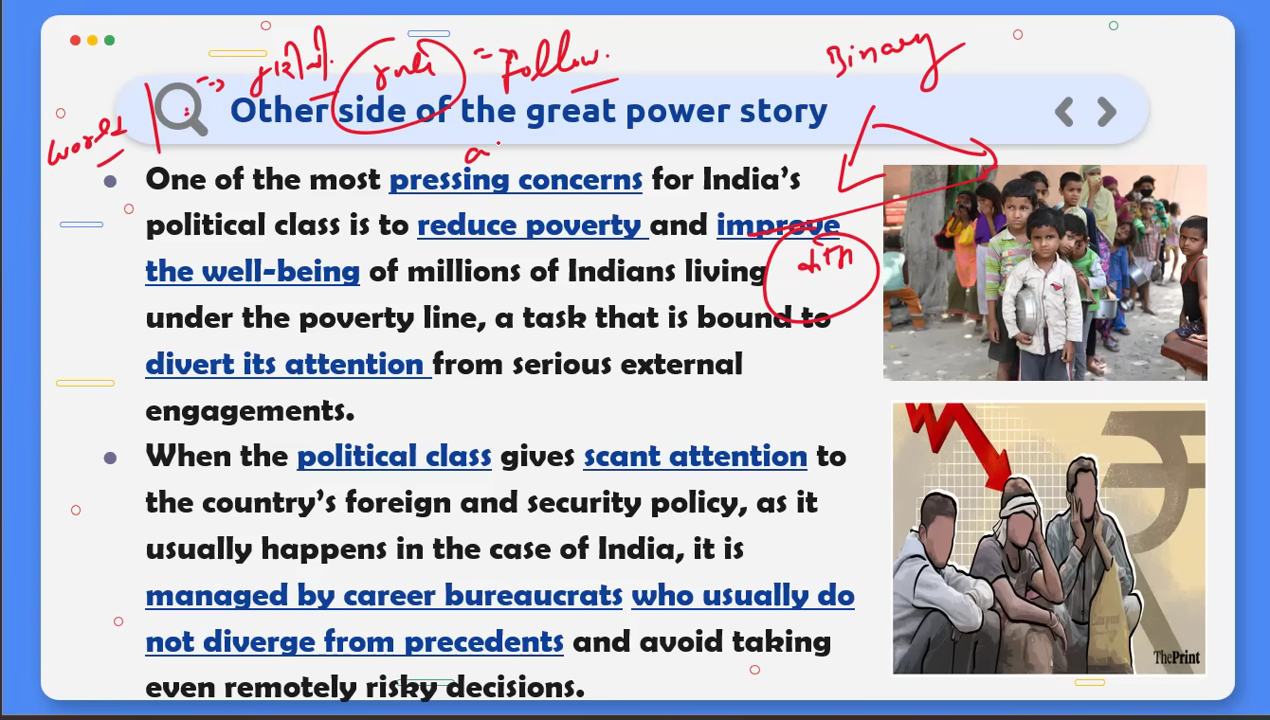 Binary
rule = Follow.
World
Other side of the great power story
One of the most pressing concerns for India's
political class is to reduce poverty and improve
the well-being of millions of Indians living
under the poverty line, a task that is bound to
divert its attention from serious external
engagements.
When the political class gives scant attention to
the country's foreign and security policy, as it
usually happens in the case of India, it is
managed by career bureaucrats who usually do
not diverge from precedents and avoid taking
even remotely risky decisions.
ThePrint